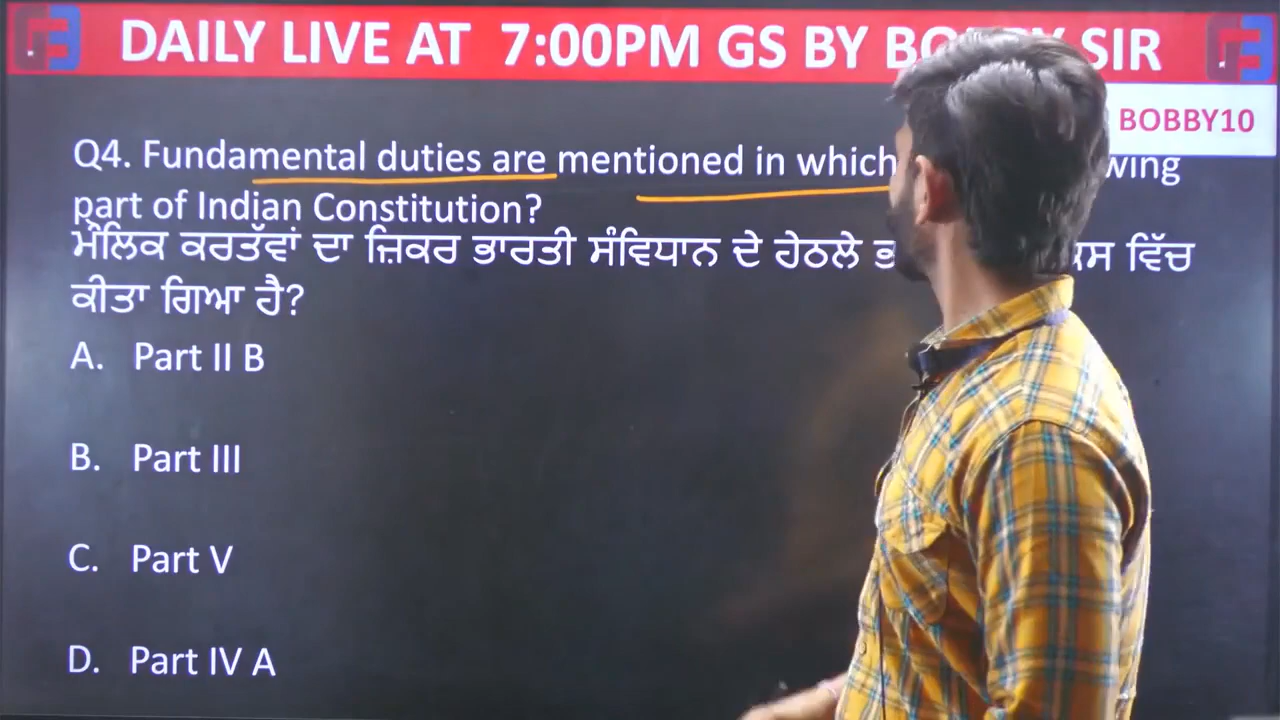 DAILY LIVE AT 7:00PM GS BY SIR
BOBBY10
Q4. Fundamental duties are mentioned in which
part of Indian Constitution?
ਮੌਲਿਕ ਕਰਤੱਵਾਂ ਦਾ ਜ਼ਿਕਰ ਭਾਰਤੀ ਸੰਵਿਧਾਨ ਦੇ ਹੇਠਲੇ ਵਿੱਚ
ਕੀਤਾ ਗਿਆ ਹੈ?
A. Part II B
B. Part III
C. Part V
D. Part IV A